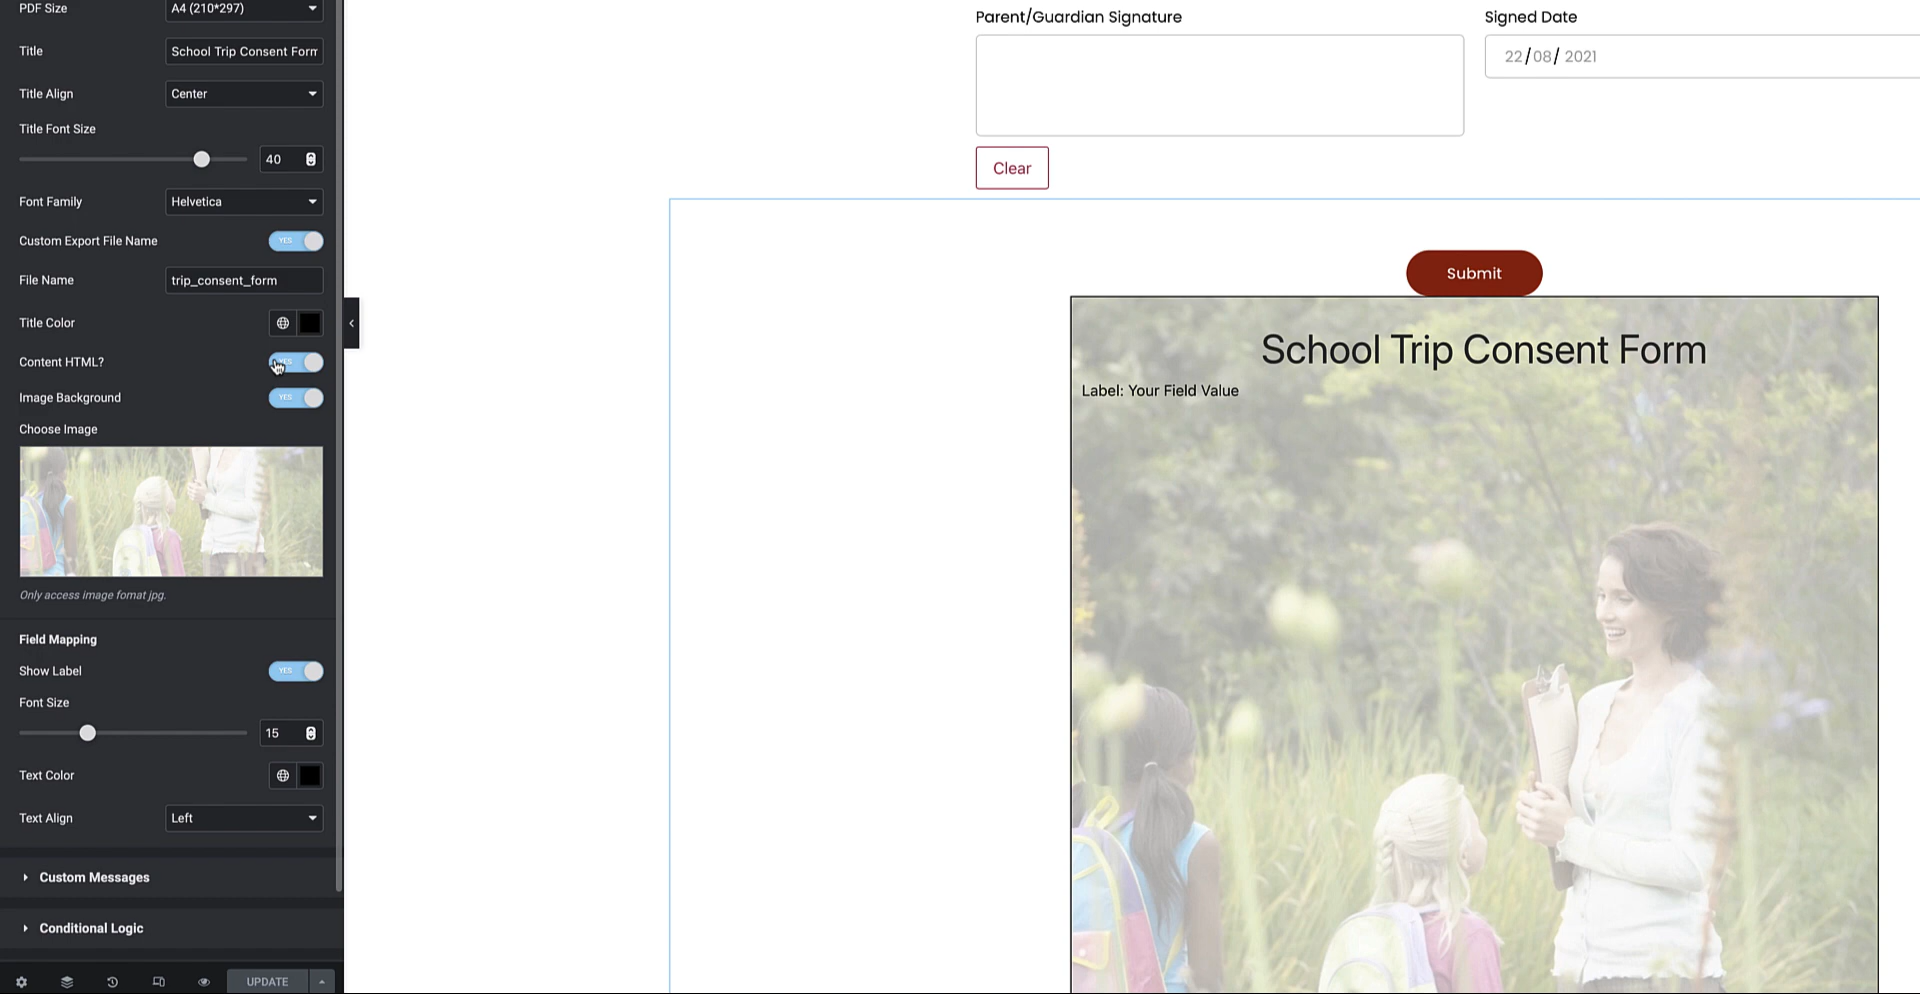 PDF Size
A4 (210*297)
Title
School Trip Consent Form
Title Align
Center
Title Font Size
40
Font Family
Helvetica
Custom Export File Name
YES
File Name
trip_consent_form
Title Color
Content HTML?
YES
Image Background
YES
Choose Image
Only access image fomat jpg.
Field Mapping
Show Label
YES
Font Size
15
Text Color
Text Align
Left
Custom Messages
Conditional Logic
UPDATE
Parent/Guardian Signature
Signed Date
22/08/ 2021
Clear
Submit
School Trip Consent Form
Label: Your Field Value